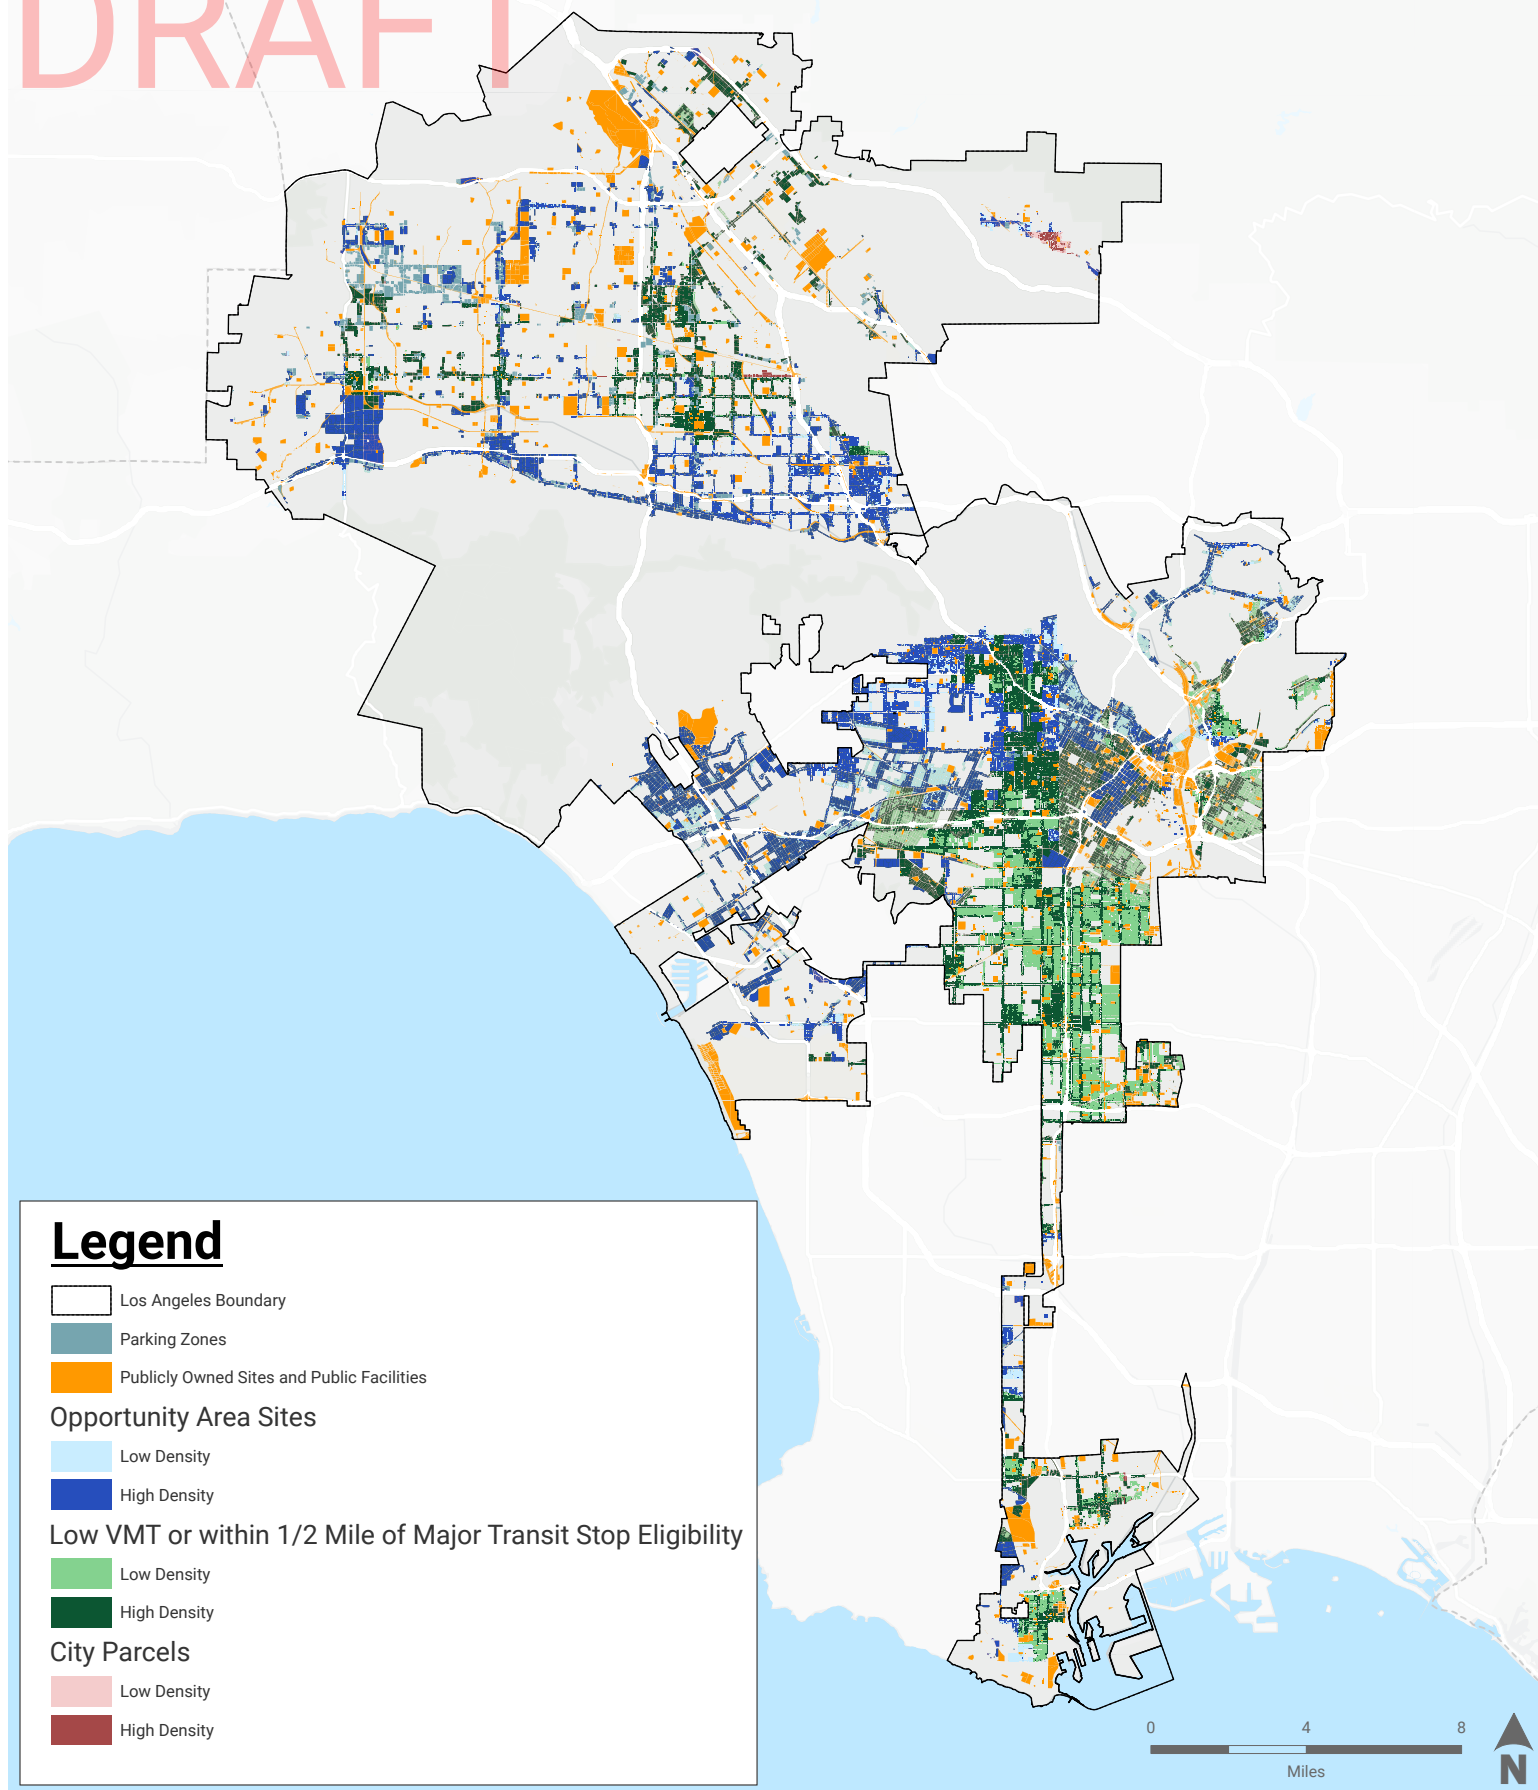 DRAFT
Legend
Los Angeles Boundary
Parking Zones
Publicly Owned Sites and Public Facilities
Opportunity Area Sites
Low Density
High Density
Low VMT or within 1/2 Mile of Major Transit Stop Eligibility
Low Density
High Density
City Parcels
Low Density
High Density
0 4 8
Miles
N